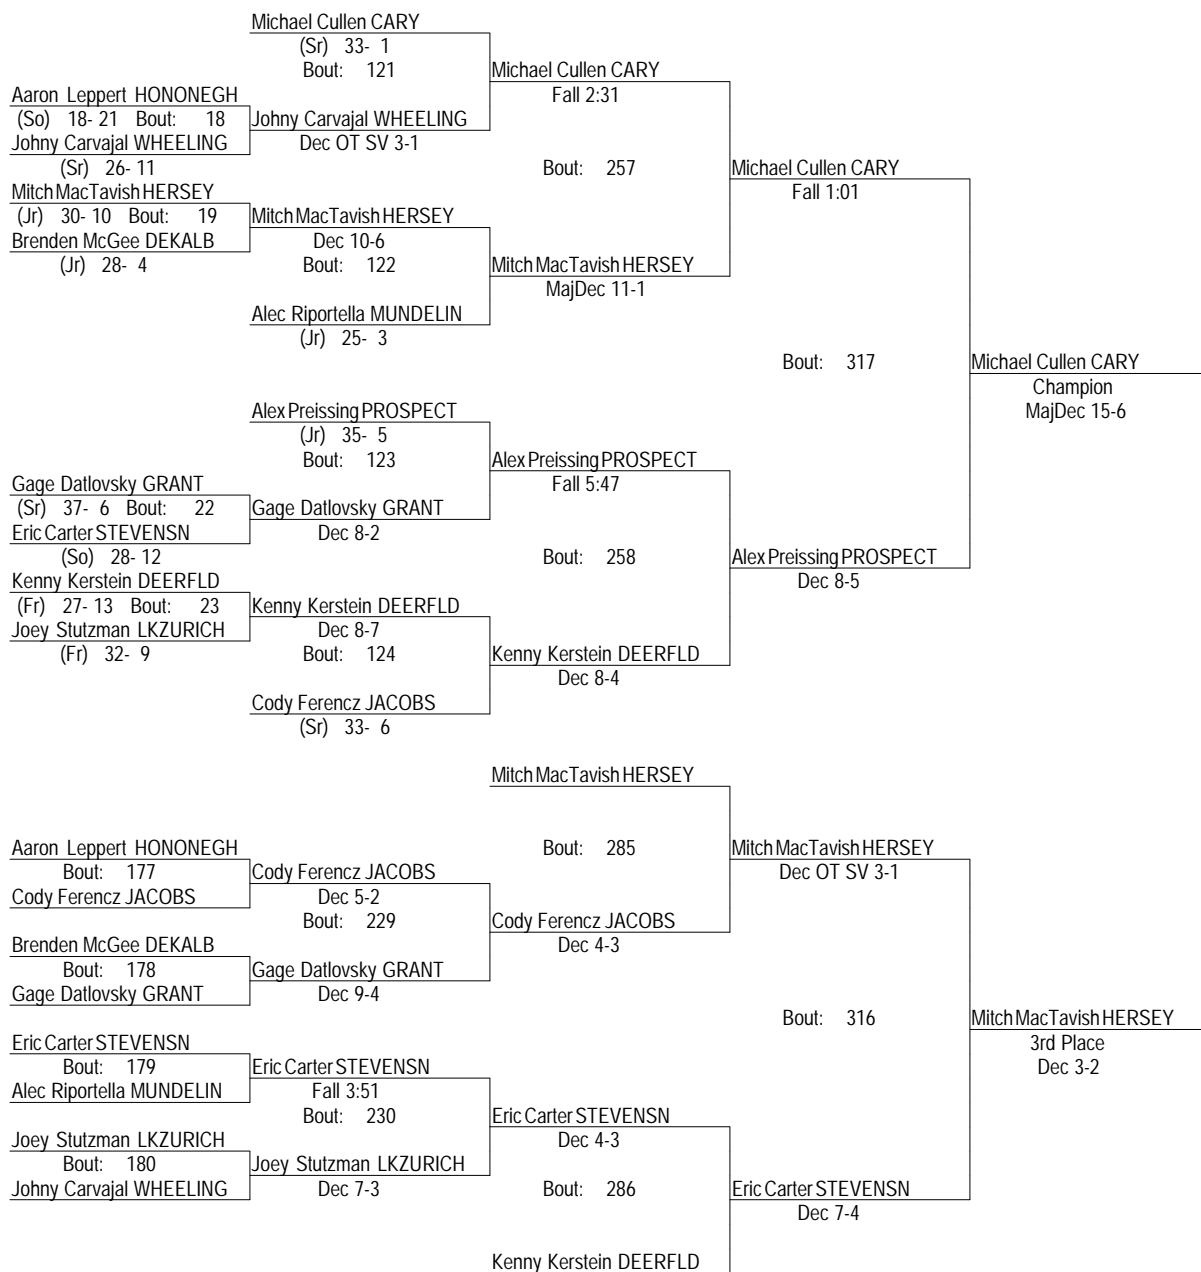 Michael Cullen CARY
(Sr) 33- 1
Bout: 121
Michael Cullen CARY
Fall 2:31
Aaron Leppert HONONEGH
(So) 18- 21 Bout: 18
Johny Carvajal WHEELING
Dec OT SV 3-1
Johny Carvajal WHEELING
(Sr) 26- 11
Bout: 257
Michael Cullen CARY
Fall 1:01
Mitch MacTavish HERSEY
(Jr) 30- 10 Bout: 19
Mitch MacTavish HERSEY
Dec 10-6
Brenden McGee DEKALB
(Jr) 28- 4
Bout: 122
Mitch MacTavish HERSEY
MajDec 11-1
Alec Riportella MUNDELIN
(Jr) 25- 3
Bout: 317
Michael Cullen CARY
Champion
MajDec 15-6
Alex Preissing PROSPECT
(Jr) 35- 5
Bout: 123
Alex Preissing PROSPECT
Fall 5:47
Gage Datlovsky GRANT
(Sr) 37- 6 Bout: 22
Gage Datlovsky GRANT
Dec 8-2
Eric Carter STEVENSN
(So) 28- 12
Bout: 258
Alex Preissing PROSPECT
Dec 8-5
Kenny Kerstein DEERFLD
(Fr) 27- 13 Bout: 23
Kenny Kerstein DEERFLD
Dec 8-7
Joey Stutzman LKZURICH
(Fr) 32- 9
Bout: 124
Kenny Kerstein DEERFLD
Dec 8-4
Cody Ferencz JACOBS
(Sr) 33- 6
Mitch MacTavish HERSEY
Bout: 285
Mitch MacTavish HERSEY
Dec OT SV 3-1
Aaron Leppert HONONEGH
Bout: 177
Cody Ferencz JACOBS
Cody Ferencz JACOBS
Dec 5-2
Bout: 229
Cody Ferencz JACOBS
Dec 4-3
Brenden McGee DEKALB
Bout: 178
Gage Datlovsky GRANT
Gage Datlovsky GRANT
Dec 9-4
Bout: 316
Mitch MacTavish HERSEY
3rd Place
Dec 3-2
Eric Carter STEVENSN
Bout: 179
Alec Riportella MUNDELIN
Eric Carter STEVENSN
Fall 3:51
Bout: 230
Eric Carter STEVENSN
Dec 4-3
Joey Stutzman LKZURICH
Bout: 180
Johny Carvajal WHEELING
Joey Stutzman LKZURICH
Dec 7-3
Bout: 286
Eric Carter STEVENSN
Dec 7-4
Kenny Kerstein DEERFLD